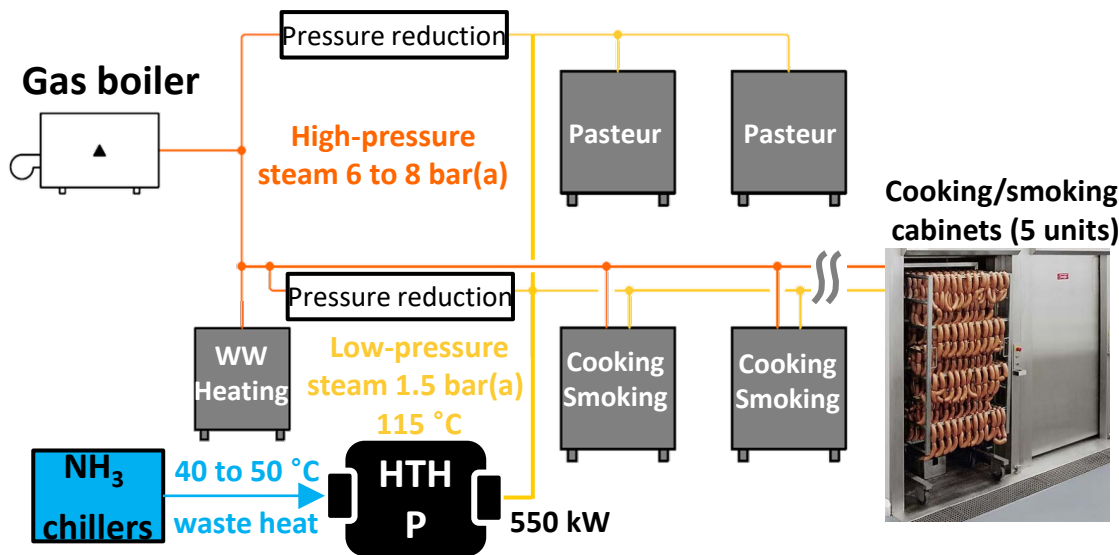 Pressure reduction
Gas boiler
Pasteur
Pasteur
High-pressure
steam 6 to 8 bar(a)
Cooking/smoking
cabinets (5 units)
Pressure reduction
WW
Heating
Low-pressure
steam 1.5 bar(a)
115 °C
Cooking
Smoking
Cooking
Smoking
NH3
chillers
40 to 50 °C
waste heat
HTH
P
550 kW